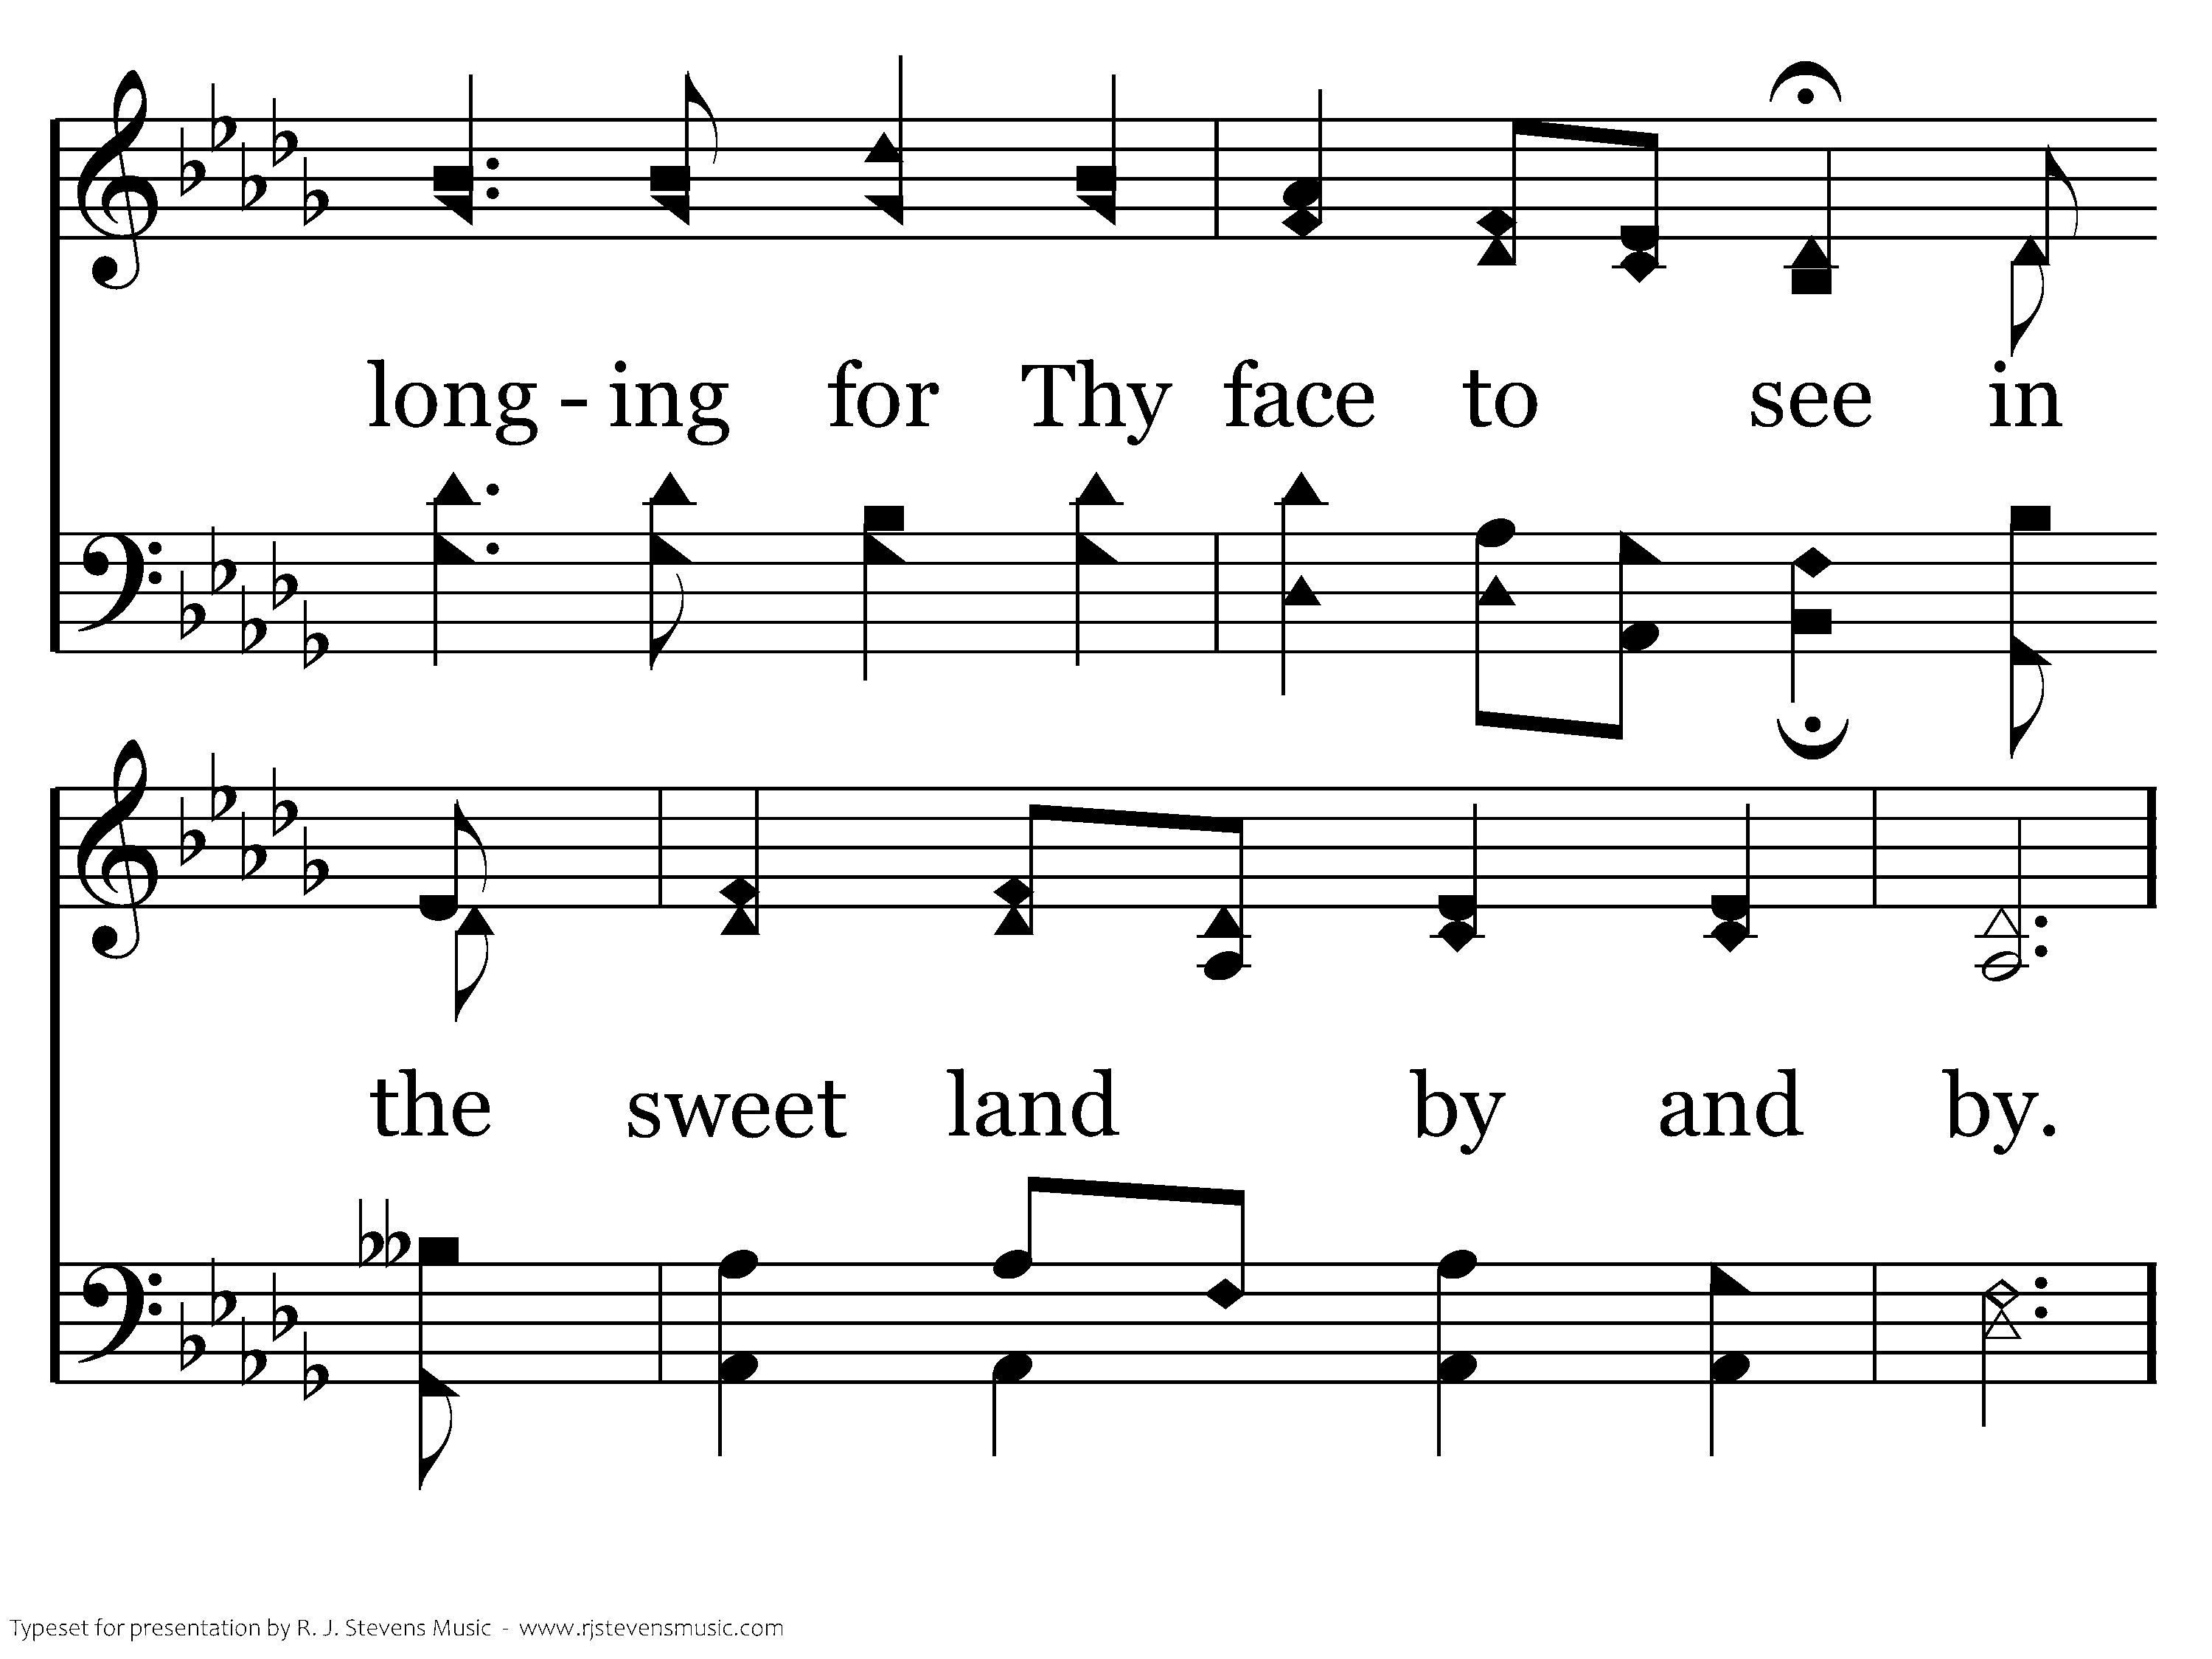 long - ing for Thy face to see in
the sweet land by and by.
Typeset for presentation by R. J. Stevens Music - www.rjstevensmusic.com